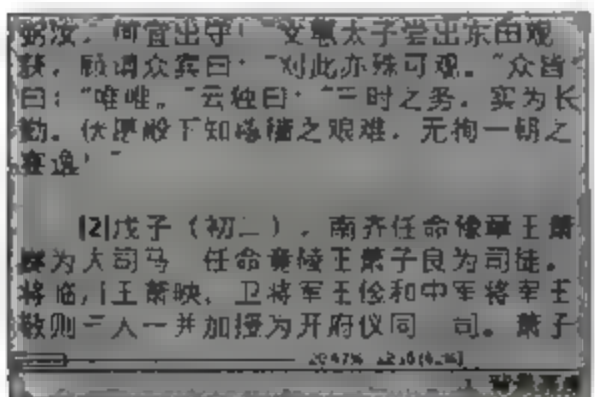 弼汝，何宜出守！”文惠太子尝出东田观
获，顾谓众宾曰：“刈此亦殊可观。”众皆
曰：“唯唯。”云独曰：“三时之务，实为长
勤。伏愿殿下知稼穑之艰难，无徇一朝之
宴逸！”
[2]戊子（初二），南齐任命豫章王萧
嶷为大司马，任命竟陵王萧子良为司徒。
将临川王萧映、卫将军王俭和中军将军王
敬则三人一并加授为开府仪同三司。萧子